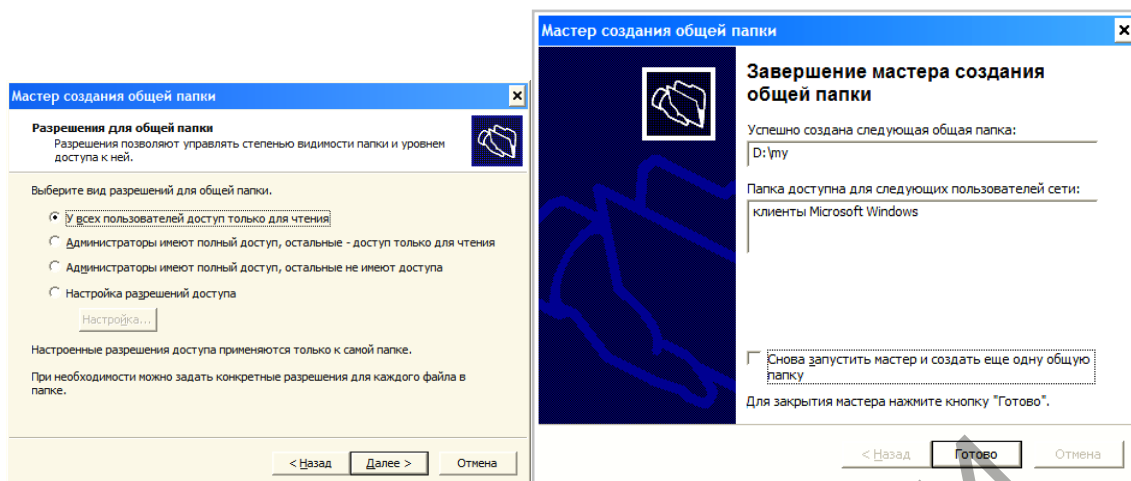 Мастер создания общей папки
Разрешения для общей папки
Разрешения позволяют управлять степенью видимости папки и уровнем
доступа к ней.
Выберите вид разрешений для общей папки.
У всех пользователей доступ только для чтения
Администраторы имеют полный доступ, остальные - доступ только для чтения
Администраторы имеют полный доступ, остальные не имеют доступа
Настройка разрешений доступа
Настройка...
Настроенные разрешения доступа применяются только к самой папке.
При необходимости можно задать конкретные разрешения для каждого файла в
папке.
< Назад
Далее >
Отмена
Мастер создания общей папки
Завершение мастера создания
общей папки
Успешно создана следующая общая папка:
D:\my
Папка доступна для следующих пользователей сети:
клиенты Microsoft Windows
Снова запустить мастер и создать еще одну общую
папку
Для закрытия мастера нажмите кнопку "Готово".
< Назад
Готово
Отмена